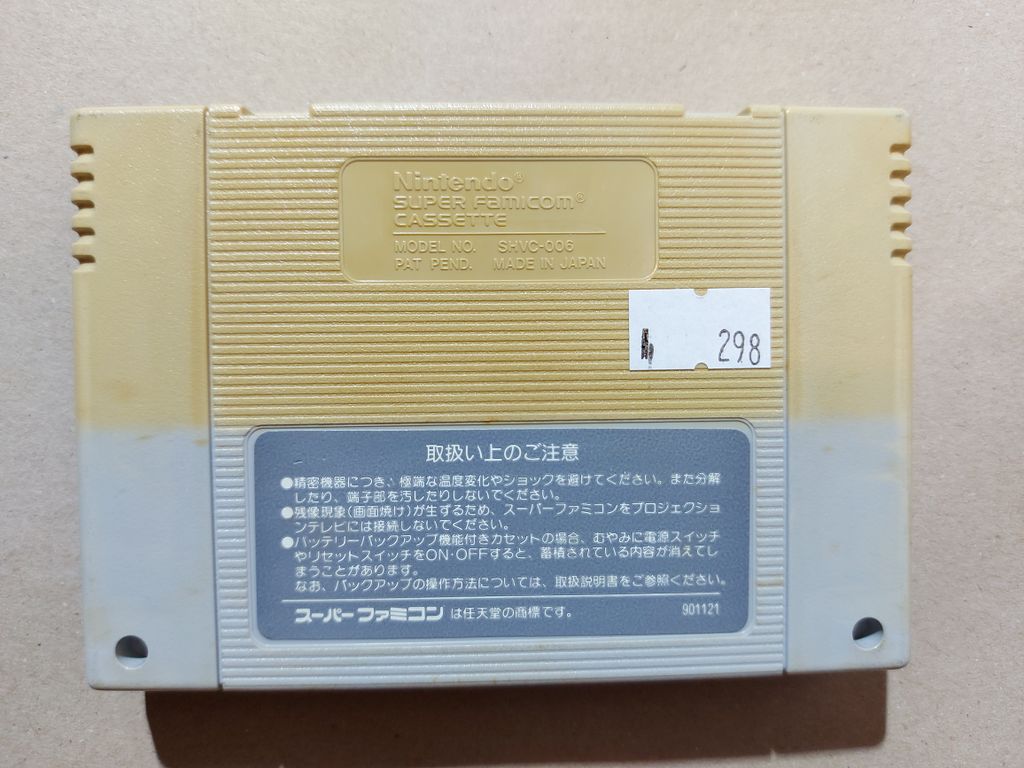 Nintendo®
SUPER FAMICOM®
CASSETTE
MODEL NO. SHVC-006
PAT PEND. MADE IN JAPAN
298
取扱い上のご注意
●精密機器につき、極端な温度変化やショックを避けてください。また分解
したり、端子部を汚したりしないでください。
●残像現象(画面焼け)が生ずるため、スーパーファミコンをプロジェクショ
ンテレビには接続しないでください。
●バッテリーバックアップ機能付きカセットの場合、むやみに電源スイッチ
やリセットスイッチをON·OFFすると、蓄積されている内容が消えてし
まうことがあります。
なお、バックアップの操作方法については、取扱説明書をご参照ください。
スーパーファミコン は任天堂の商標です。 901121